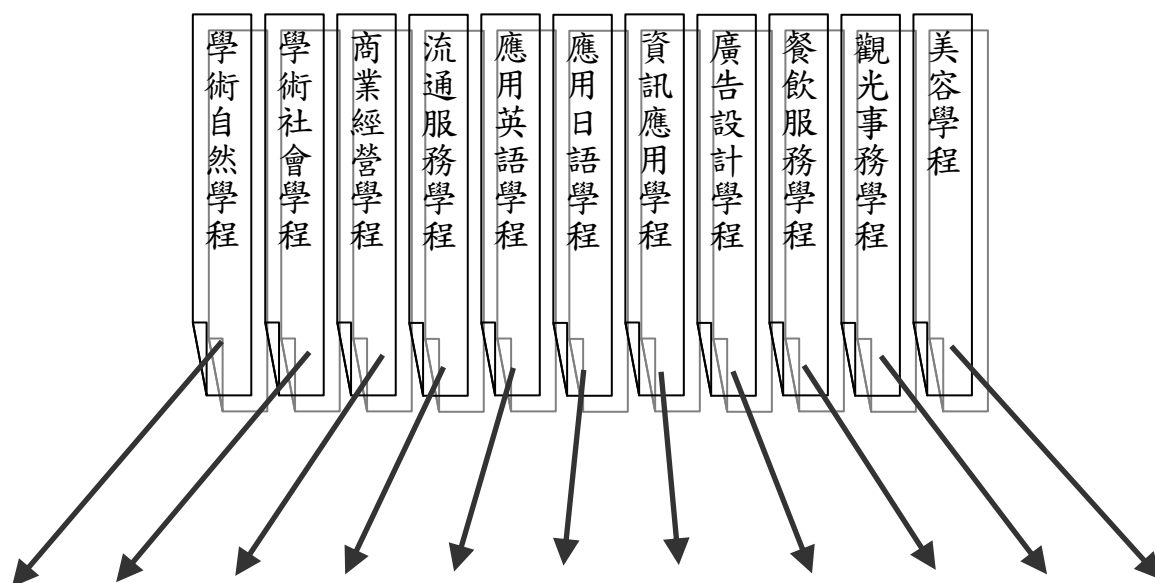 學術自然學程
學術社會學程
商業經營學程
流通服務學程
應用英語學程
應用日語學程
資訊應用學程
廣告設計學程
餐飲服務學程
觀光事務學程
美容學程